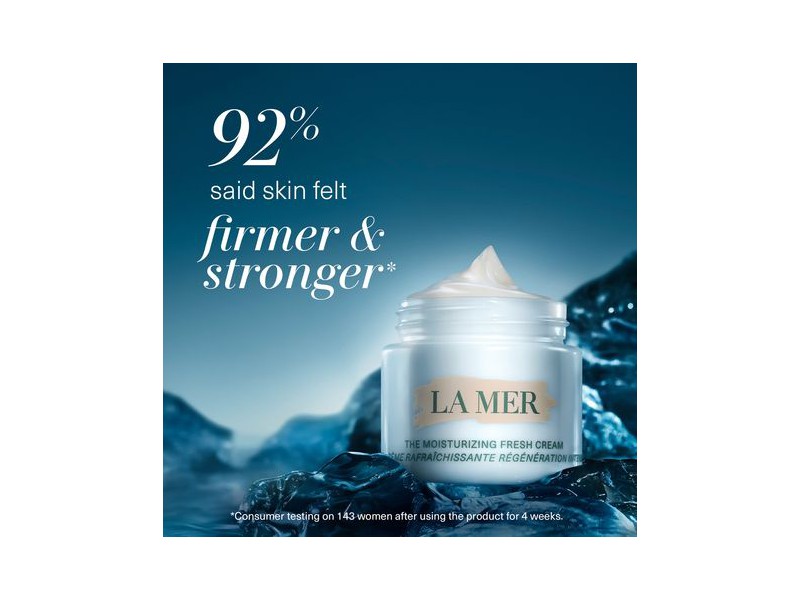 92%
said skin felt
firmer &
stronger*
LA MER
THE MOISTURIZING FRESH CREAM
RAFRAÎCHISSANTE RÉGÉNÉRATION
*Consumer testing on 143 women after using the product for 4 weeks.